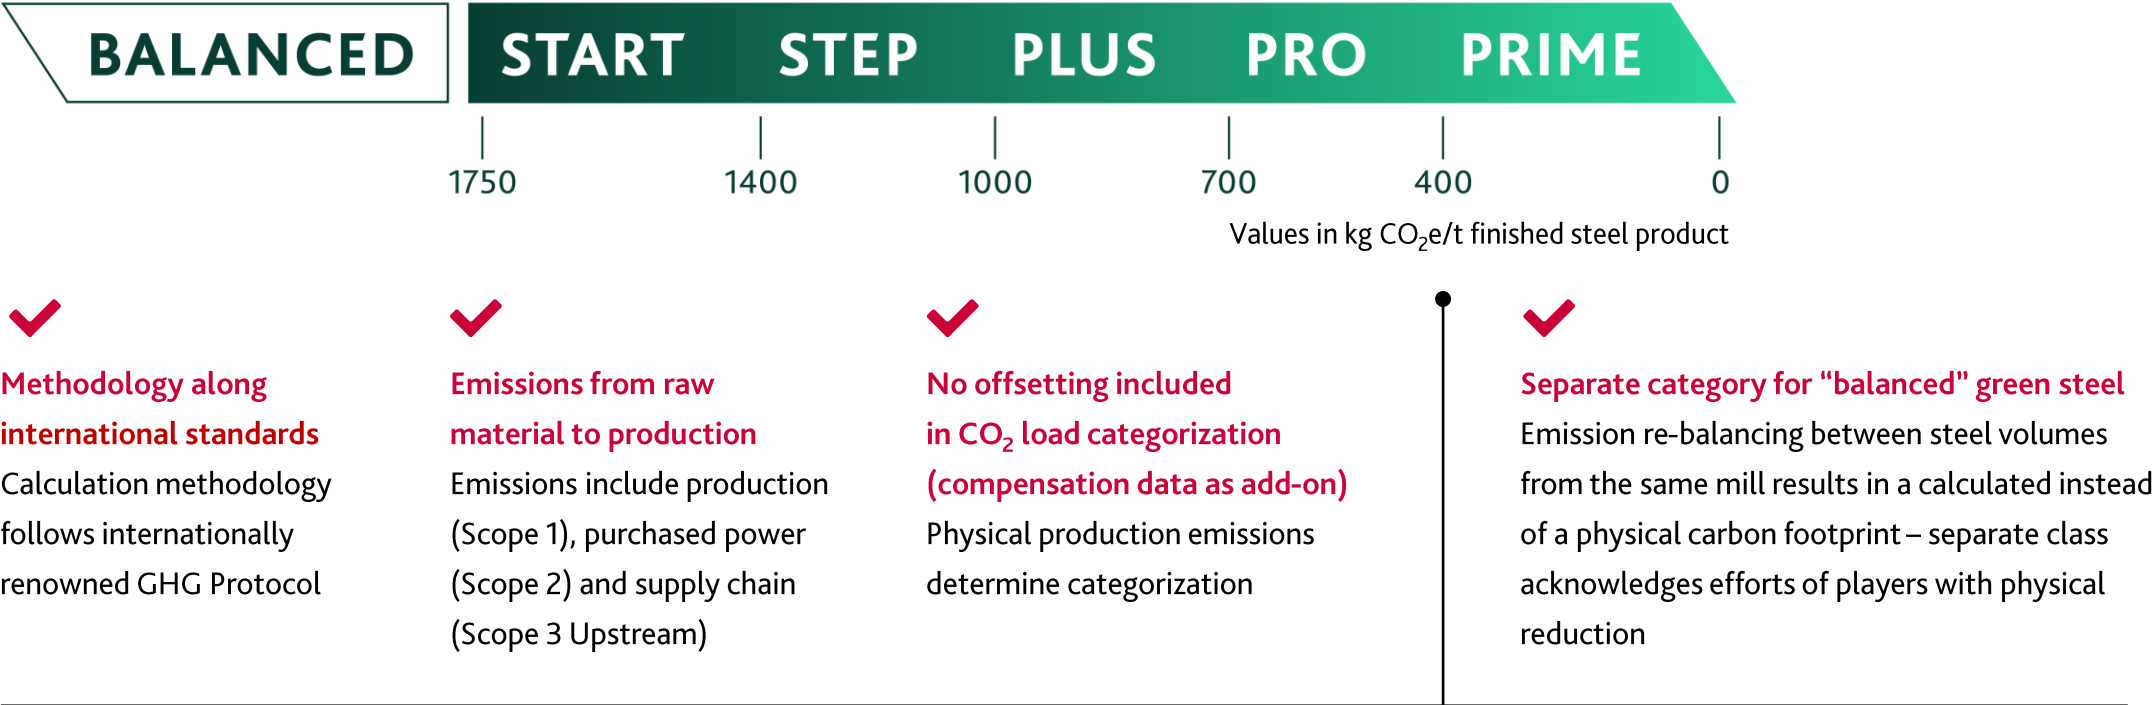 BALANCED START STEP PLUS PRO PRIME
1750 1400 1000 700 400 0
Values in kg CO₂e/t finished steel product
Methodology along
international standards
Calculation methodology
follows internationally
renowned GHG Protocol
Emissions from raw
material to production
Emissions include production
(Scope 1), purchased power
(Scope 2) and supply chain
(Scope 3 Upstream)
No offsetting included
in CO₂ load categorization
(compensation data as add-on)
Physical production emissions
determine categorization
Separate category for “balanced” green steel
Emission re-balancing between steel volumes
from the same mill results in a calculated instead
of a physical carbon footprint – separate class
acknowledges efforts of players with physical
reduction